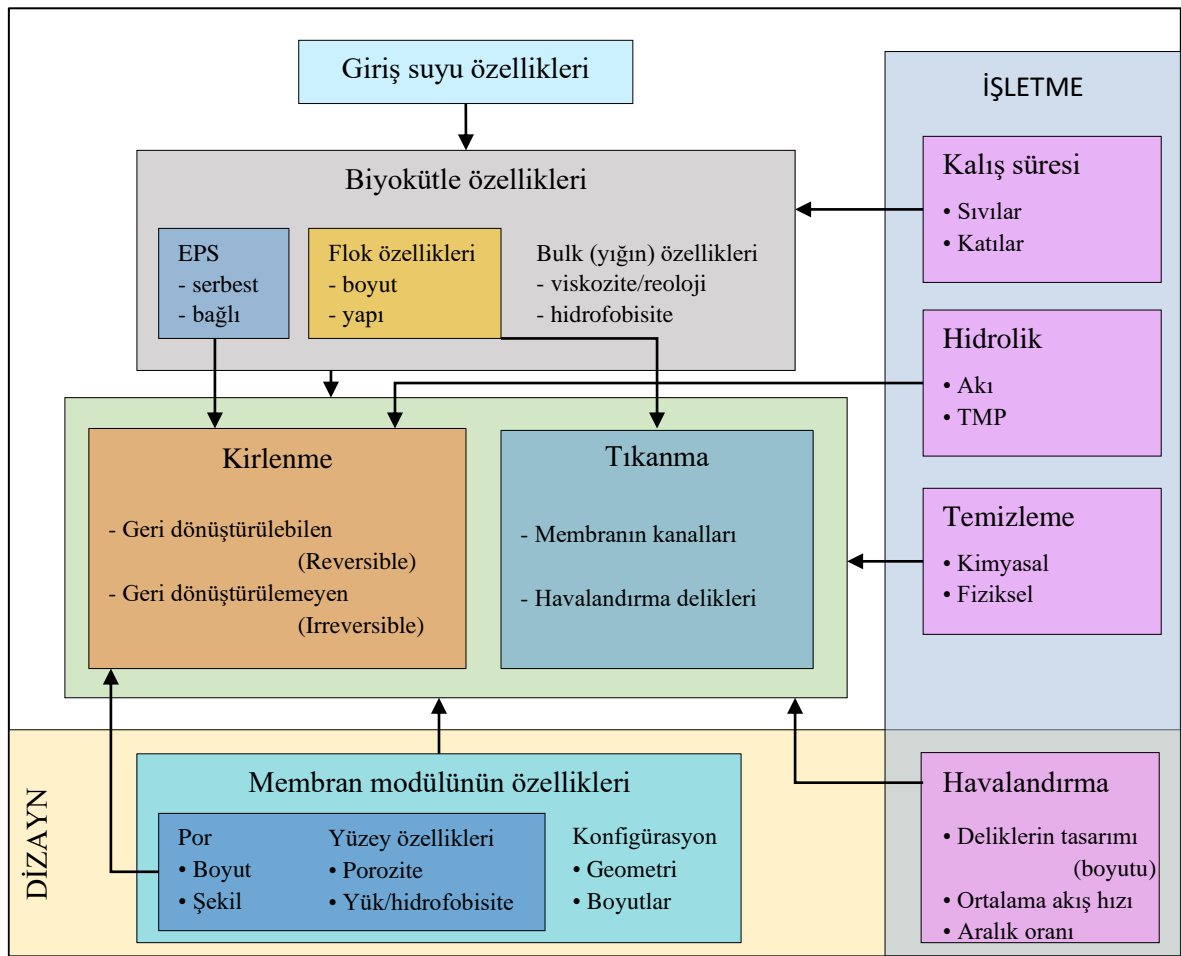 Giriş suyu özellikleri
İŞLETME
Biyokütle özellikleri
EPS
- serbest
- bağlı
Flok özellikleri
- boyut
- yapı
Bulk (yığın) özellikleri
- viskozite/reoloji
- hidrofobisite
Kalış süresi
• Sıvılar
• Katılar
Hidrolik
• Akı
• TMP
Kirlenme
- Geri dönüştürülebilen
(Reversible)
- Geri dönüştürülemeyen
(Irreversible)
Tıkanma
- Membranın kanalları
- Havalandırma delikleri
Temizleme
• Kimyasal
• Fiziksel
DİZAYN
Membran modülünün özellikleri
Por
• Boyut
• Şekil
Yüzey özellikleri
• Porozite
• Yük/hidrofobisite
Konfigürasyon
• Geometri
• Boyutlar
Havalandırma
• Deliklerin tasarımı
(boyutu)
• Ortalama akış hızı
• Aralık oranı